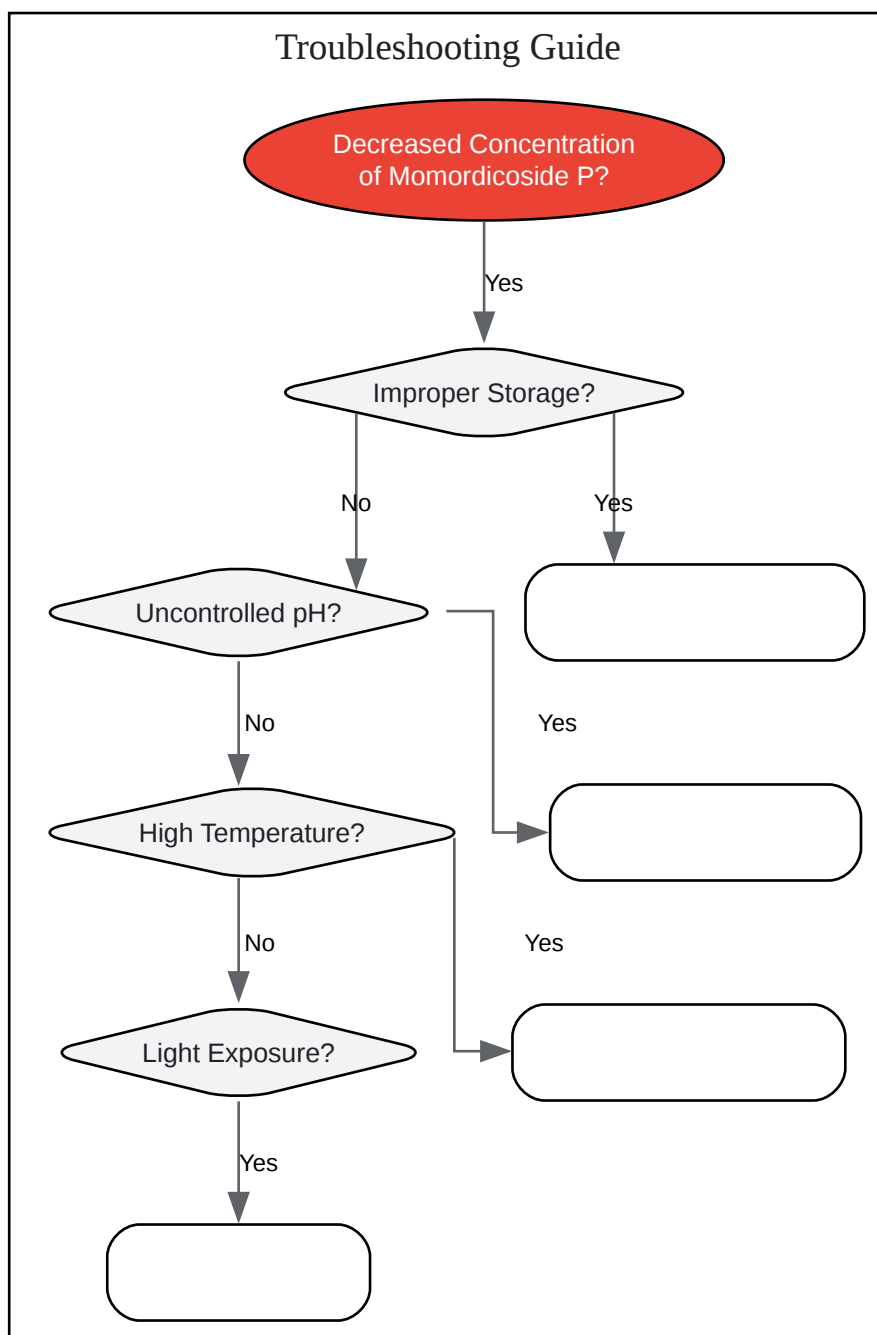 Troubleshooting Guide
Decreased Concentration
of Momordicoside P?
Yes
Improper Storage?
No
Yes
Uncontrolled pH?
No
Yes
High Temperature?
No
Yes
Light Exposure?
Yes